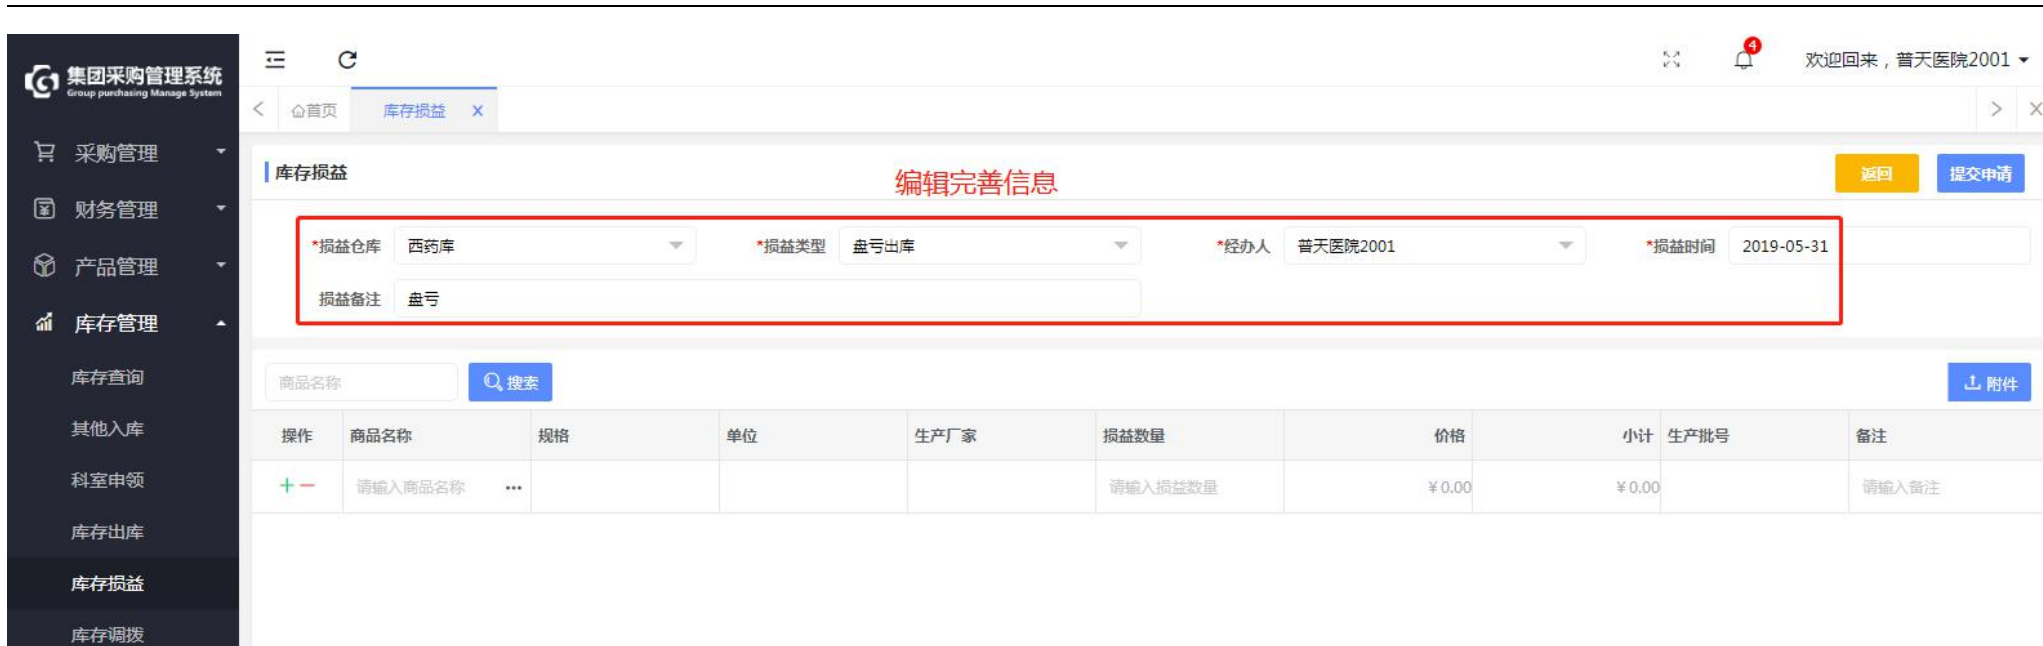 集团采购管理系统
Group purchasing Manage System
4
欢迎回来，普天医院2001
首页
库存损益 X
采购管理
财务管理
产品管理
库存管理
库存查询
其他入库
科室申领
库存出库
库存损益
库存调拨
库存损益
编辑完善信息
返回
提交申请
*损益仓库 西药库 *损益类型 盘亏出库 *经办人 普天医院2001 *损益时间 2019-05-31
损益备注 盘亏
商品名称 搜索 附件
操作 商品名称 规格 单位 生产厂家 损益数量 价格 小计 生产批号 备注
请输入商品名称 ••• 请输入损益数量 ￥0.00 ￥0.00 请输入备注